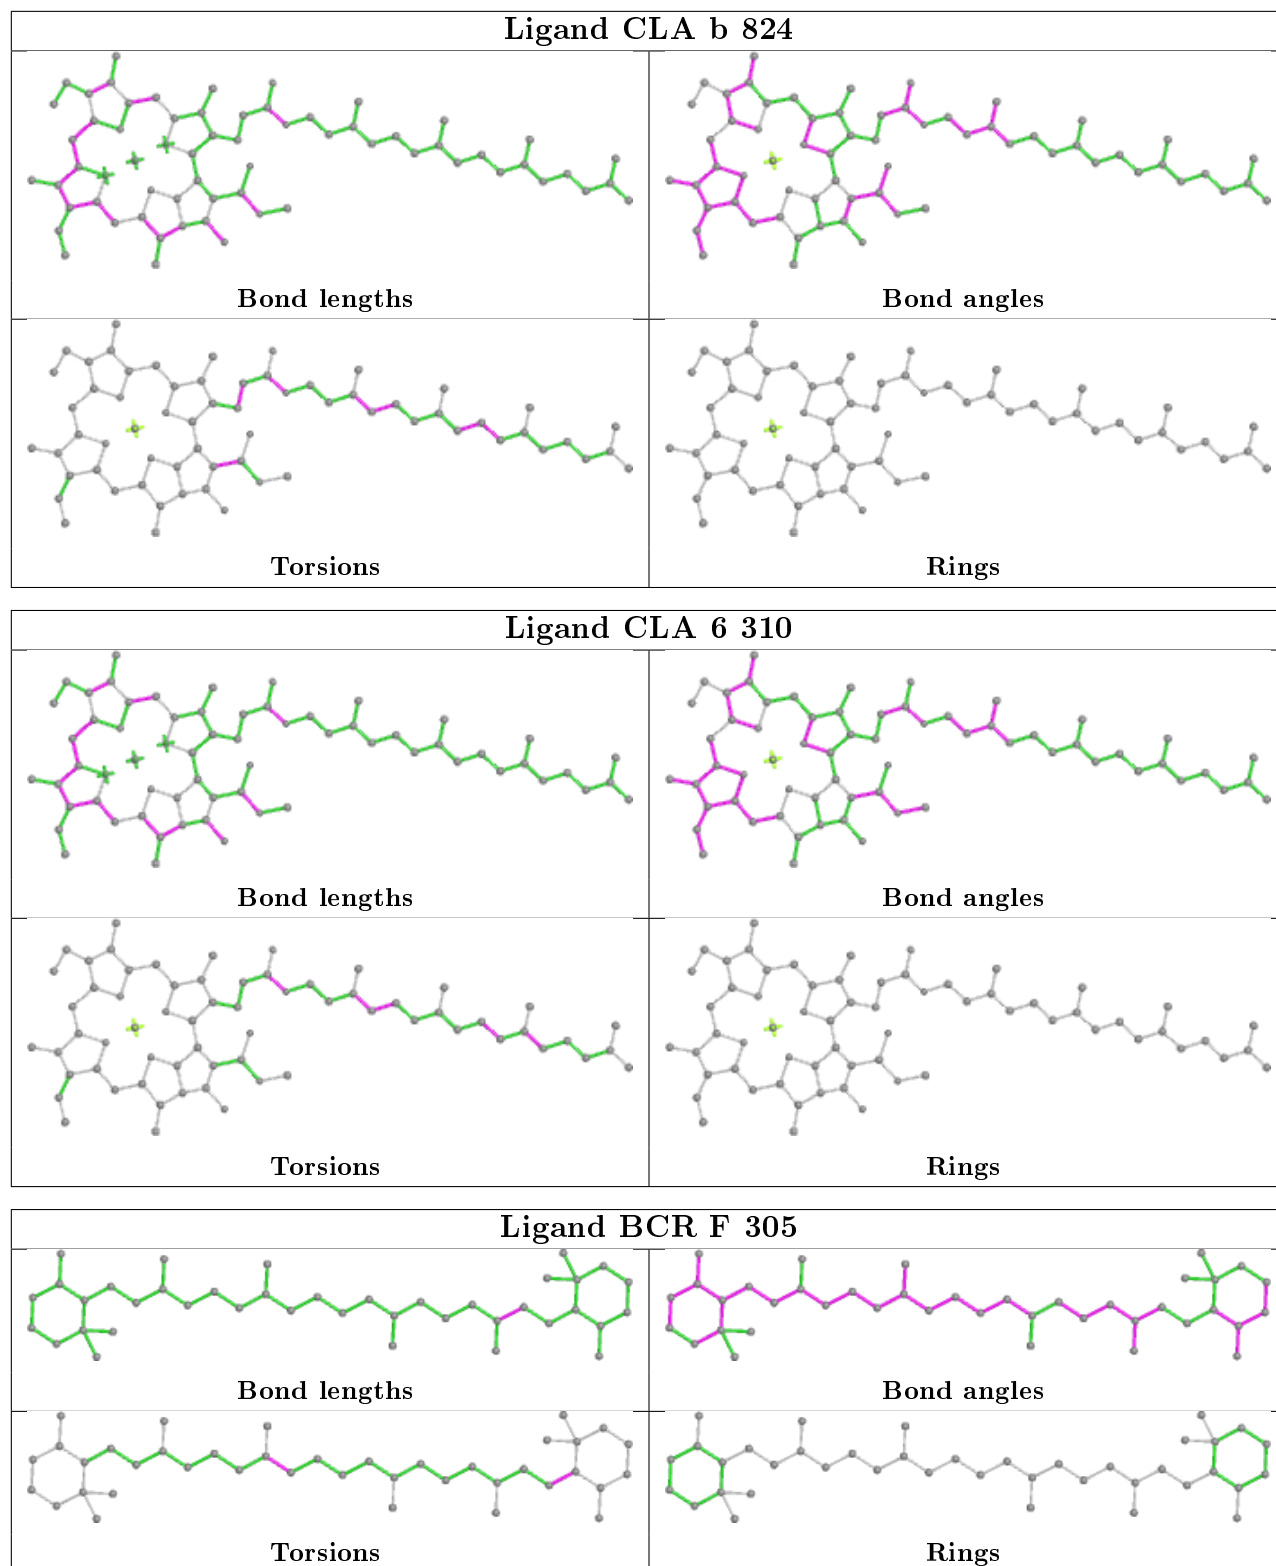 Ligand CLA b 824
Bond lengths
Bond angles
Torsions
Rings
Ligand CLA 6 310
Bond lengths
Bond angles
Torsions
Rings
Ligand BCR F 305
Bond lengths
Bond angles
Torsions
Rings